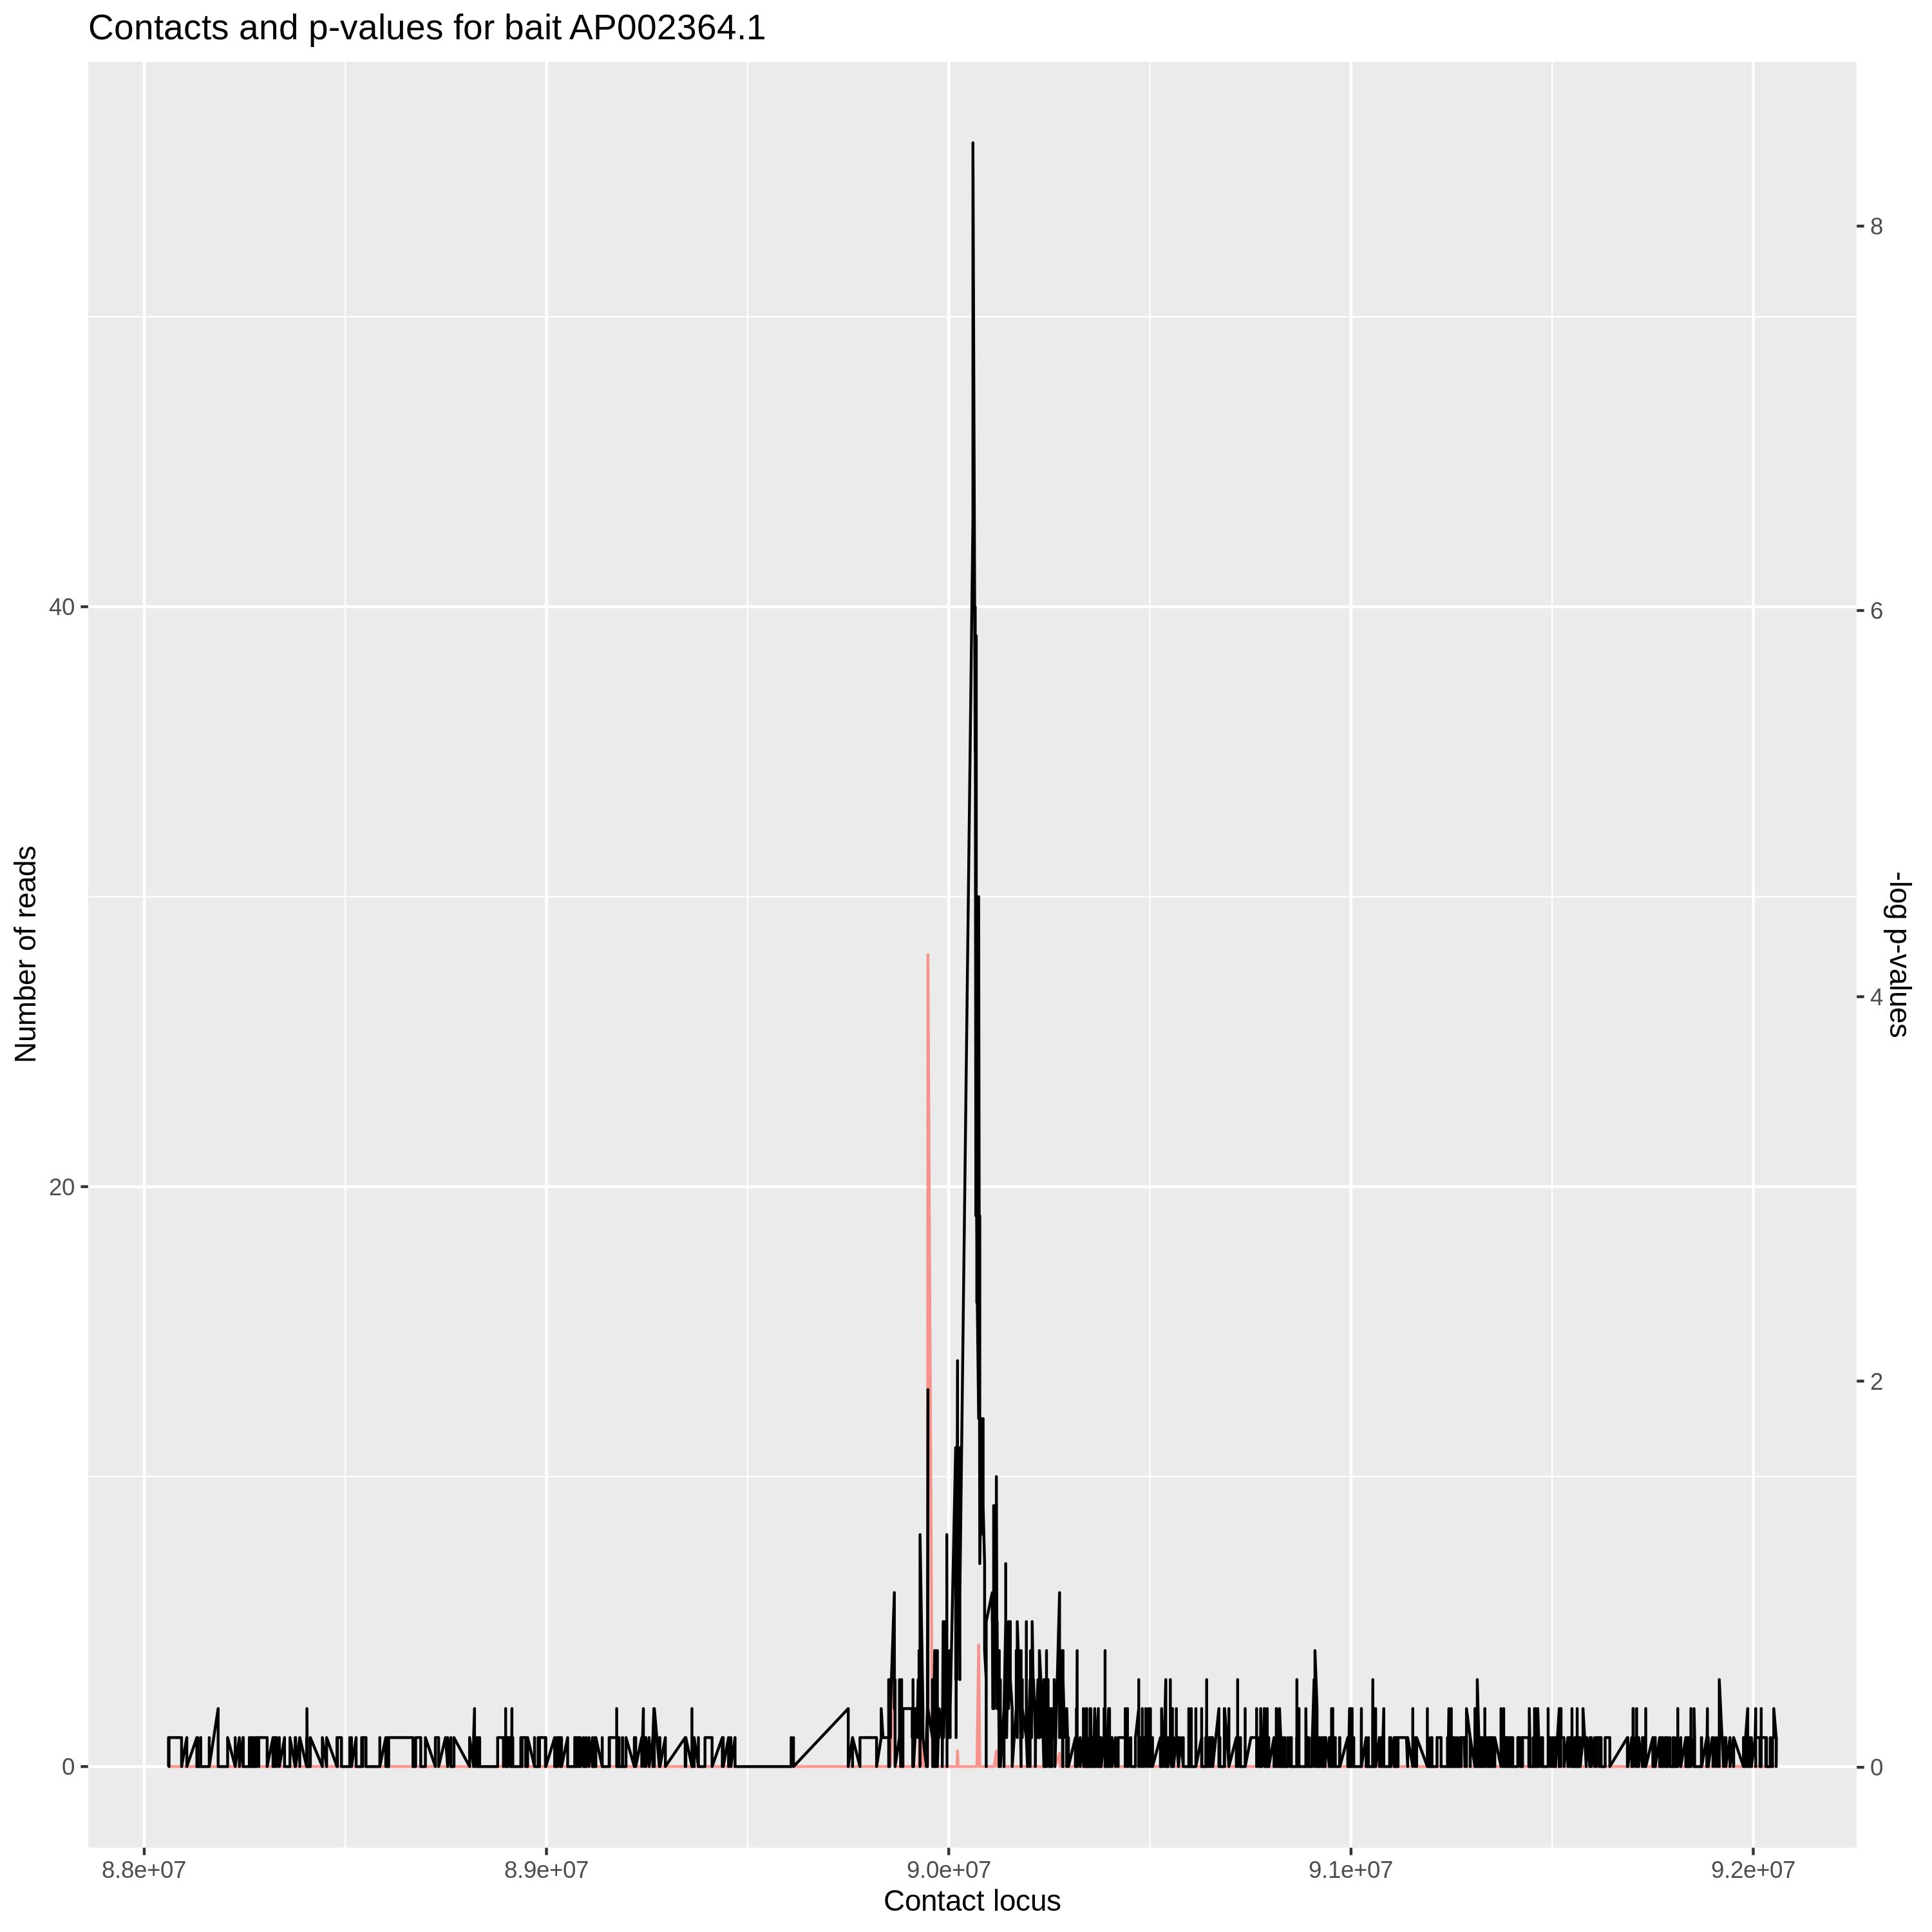 Contacts and p-values for bait AP002364.1
Number of reads
40
20
0
8
6
4
2
0
-log p-values
8.8e+07 8.9e+07 9.0e+07 9.1e+07 9.2e+07
Contact locus